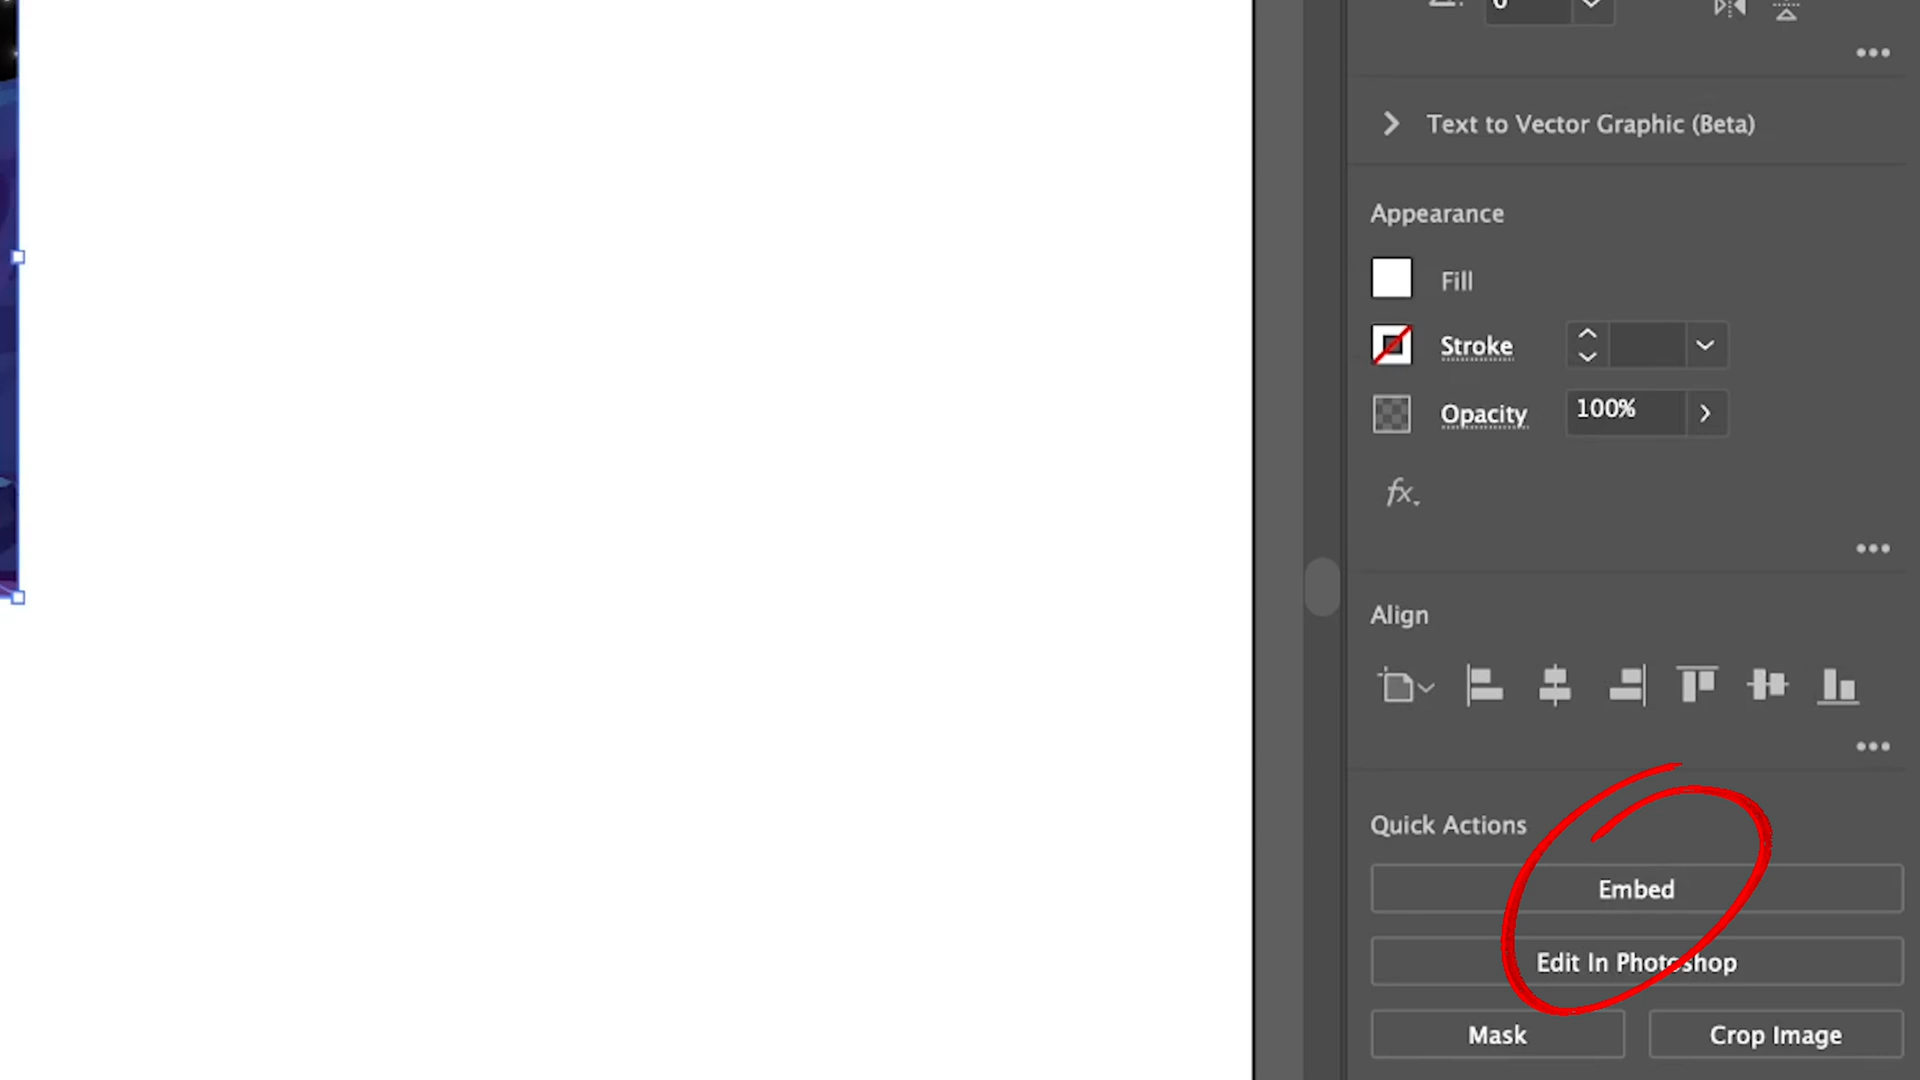 0
Text to Vector Graphic (Beta)
Appearance
Fill
Stroke
Opacity 100%
fx
Align
Quick Actions
Embed
Edit In Photoshop
Mask Crop Image